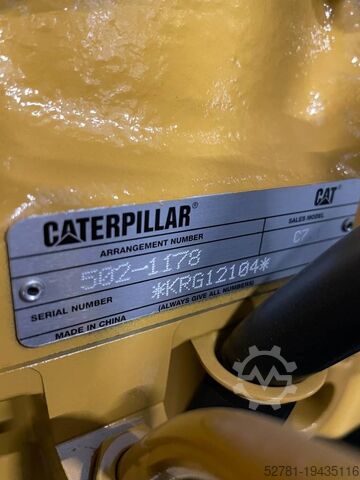 CATERPILLAR® CAT®
ARRANGEMENT NUMBER SALES MODEL
502-1178 C7
SERIAL NUMBER *KRG12104*
(ALWAYS GIVE ALL NUMBERS)
MADE IN CHINA
Machineseeker
52781-19435116